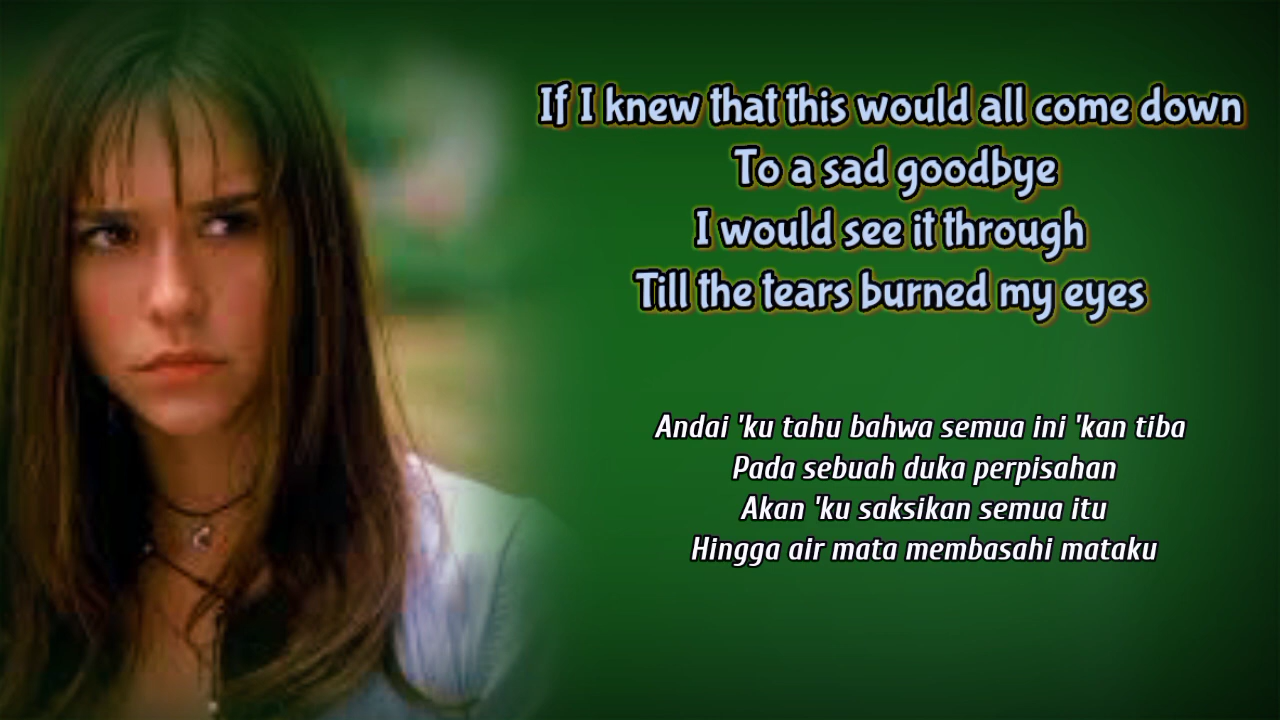 If I knew that this would all come down
To a sad goodbye
I would see it through
Till the tears burned my eyes
Andai 'ku tahu bahwa semua ini 'kan tiba
Pada sebuah duka perpisahan
Akan 'ku saksikan semua itu
Hingga air mata membasahi mataku